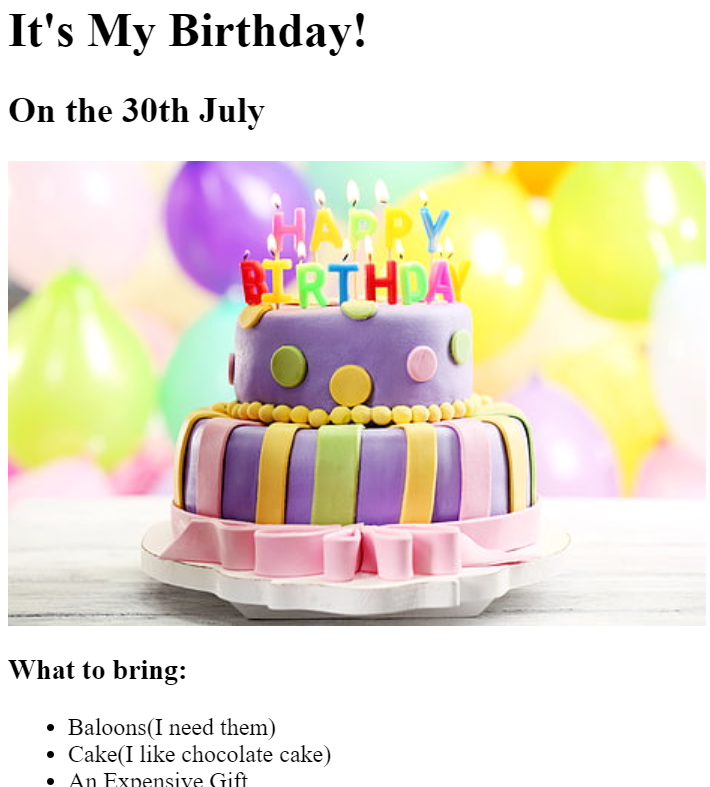 It's My Birthday!
On the 30th July
HAPPY
BIRTHDAY
What to bring:
Baloons(I need them)
Cake(I like chocolate cake)
An Expensive Gift